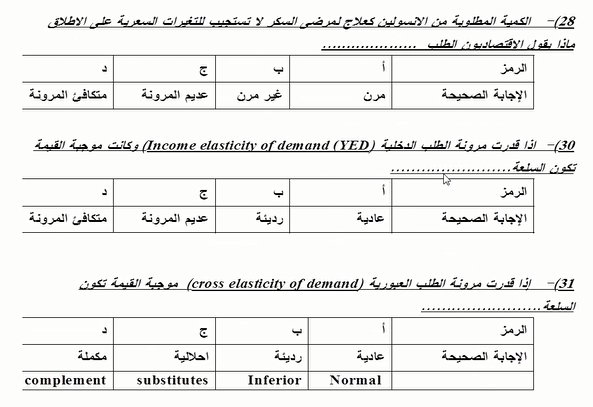 28)- الكمية المطلوبة من الانسولين كعلاج لمرضى السكر لا تستجيب للتغيرات السعرية على الاطلاق
ماذا يقول الاقتصاديون الطلب ...................
الرمز أ ب ج د
الإجابة الصحيحة مرن غير مرن عديم المرونة متكافئ المرونة
30)- اذا قدرت مرونة الطلب الدخلية (Income elasticity of demand (YED) وكانت موجبة القيمة
تكون السلعة........................
الرمز أ ب ج د
الإجابة الصحيحة عادية رديئة عديم المرونة متكافئ المرونة
31)- إذا قدرت مرونة الطلب العبورية (cross elasticity of demand) موجبة القيمة تكون
السلعة........................
الرمز أ ب ج د
الإجابة الصحيحة عادية رديئة احلالية مكملة
Normal Inferior substitutes complement